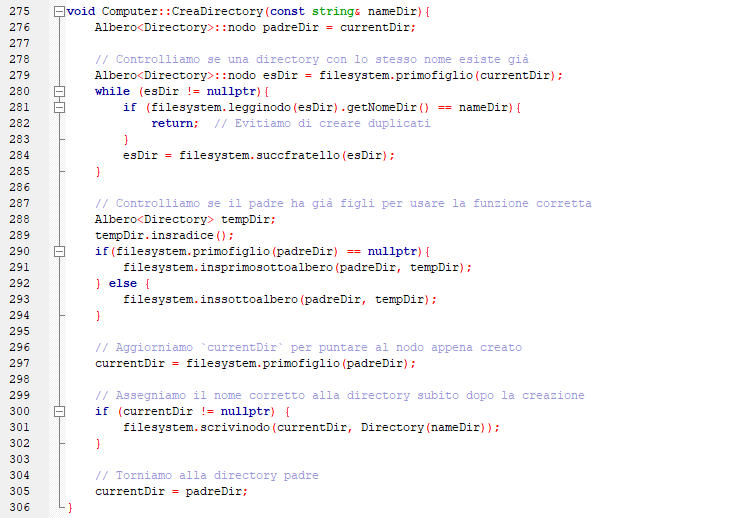 275 void Computer::CreaDirectory(const string& nameDir){
276 Albero<Directory>::nodo padreDir = currentDir;
277
278 // Controlliamo se una directory con lo stesso nome esiste già
279 Albero<Directory>::nodo esDir = filesystem.primofiglio(currentDir);
280 while (esDir != nullptr){
281 if (filesystem.legginodo(esDir).getNomeDir() == nameDir){
282 return; // Evitiamo di creare duplicati
283 }
284 esDir = filesystem.succfratello(esDir);
285 }
286
287 // Controlliamo se il padre ha già figli per usare la funzione corretta
288 Albero<Directory> tempDir;
289 tempDir.insradice();
290 if(filesystem.primofiglio(padreDir) == nullptr){
291 filesystem.insprimosottoalbero(padreDir, tempDir);
292 } else {
293 filesystem.inssottoalbero(padreDir, tempDir);
294 }
295
296 // Aggiorniamo `currentDir` per puntare al nodo appena creato
297 currentDir = filesystem.primofiglio(padreDir);
298
299 // Assegniamo il nome corretto alla directory subito dopo la creazione
300 if (currentDir != nullptr) {
301 filesystem.scrivinodo(currentDir, Directory(nameDir));
302 }
303
304 // Torniamo alla directory padre
305 currentDir = padreDir;
306 }